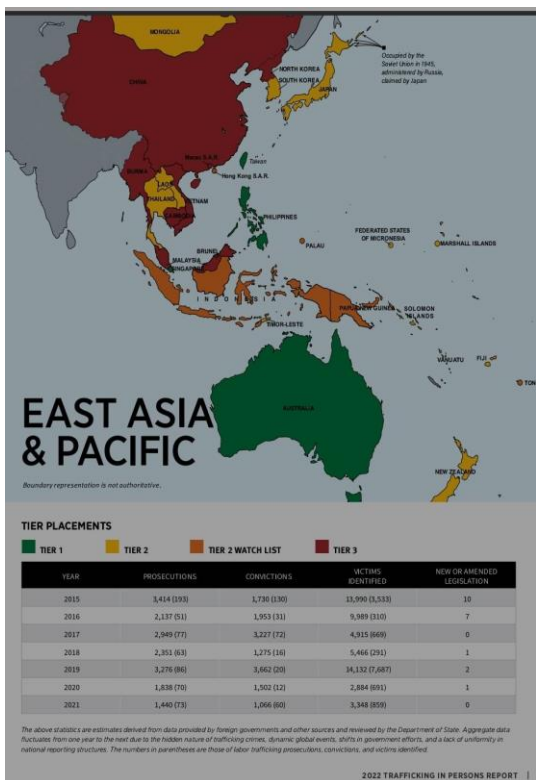 MONGOLIA
Occupied by the
Soviet Union in 1945,
administered by Russia,
claimed by Japan
NORTH KOREA
SOUTH KOREA
JAPAN
CHINA
Macao S.A.R.
Taiwan
Hong Kong S.A.R.
BURMA
LAOS
THAILAND
VIETNAM
CAMBODIA
PHILIPPINES
FEDERATED STATES
OF MICRONESIA
MARSHALL ISLANDS
PALAU
BRUNEI
MALAYSIA
SINGAPORE
INDONESIA
PAPUA NEW GUINEA
SOLOMON
ISLANDS
TIMOR-LESTE
VANUATU
FIJI
TON
AUSTRALIA
NEW ZEALAND
EAST ASIA
& PACIFIC
Boundary representation is not authoritative.
TIER PLACEMENTS
TIER 1 TIER 2 TIER 2 WATCH LIST TIER 3
YEAR PROSECUTIONS CONVICTIONS VICTIMS IDENTIFIED NEW OR AMENDED LEGISLATION
2015 3,414 (193) 1,730 (130) 13,990 (3,533) 10
2016 2,137 (51) 1,953 (31) 9,989 (310) 7
2017 2,949 (77) 3,227 (72) 4,915 (669) 0
2018 2,351 (63) 1,275 (16) 5,466 (291) 1
2019 3,276 (86) 3,662 (20) 14,132 (7,687) 2
2020 1,838 (70) 1,502 (12) 2,884 (691) 1
2021 1,440 (73) 1,066 (60) 3,348 (859) 0
The above statistics are estimates derived from data provided by foreign governments and other sources and reviewed by the Department of State. Aggregate data
fluctuates from one year to the next due to the hidden nature of trafficking crimes, dynamic global events, shifts in government efforts, and a lack of uniformity in
national reporting structures. The numbers in parentheses are those of labor trafficking prosecutions, convictions, and victims identified.
2022 TRAFFICKING IN PERSONS REPORT |